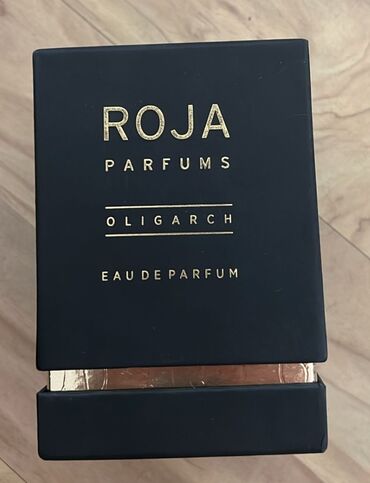 ROJA
PARFUMS
OLIGARCH
EAU DE PARFUM